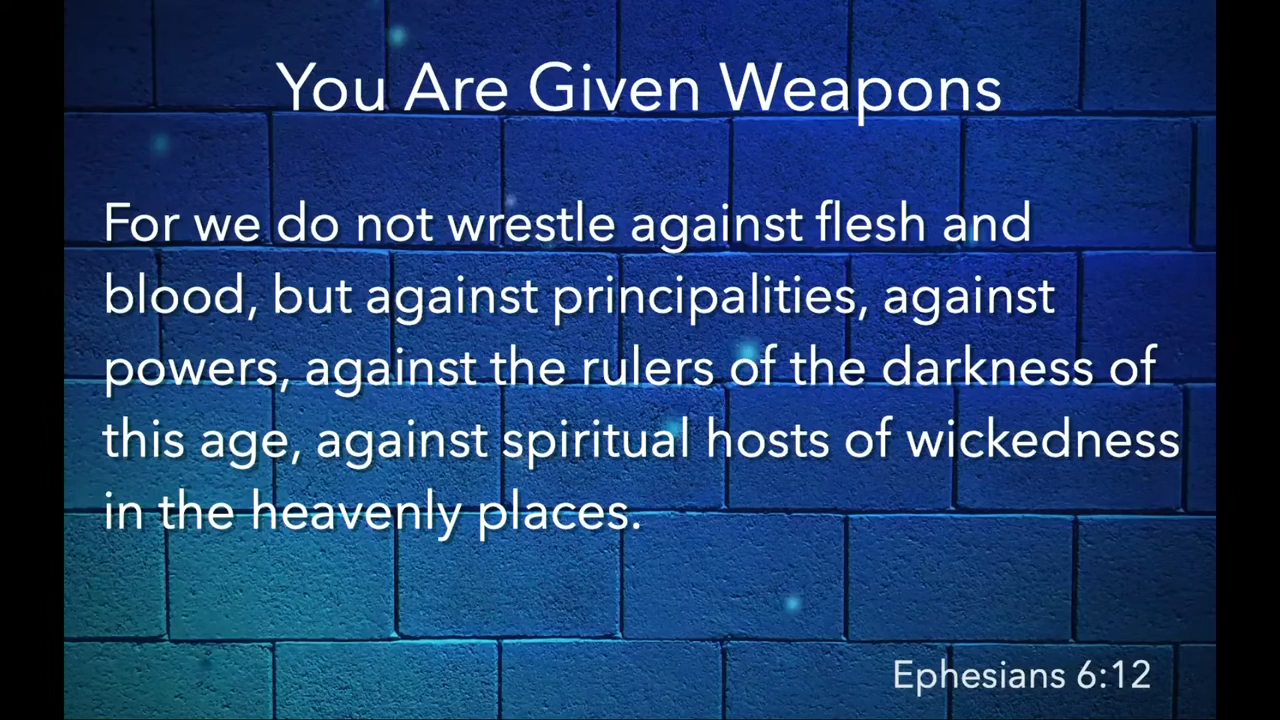 You Are Given Weapons
For we do not wrestle against flesh and
blood, but against principalities, against
powers, against the rulers of the darkness of
this age, against spiritual hosts of wickedness
in the heavenly places.
Ephesians 6:12